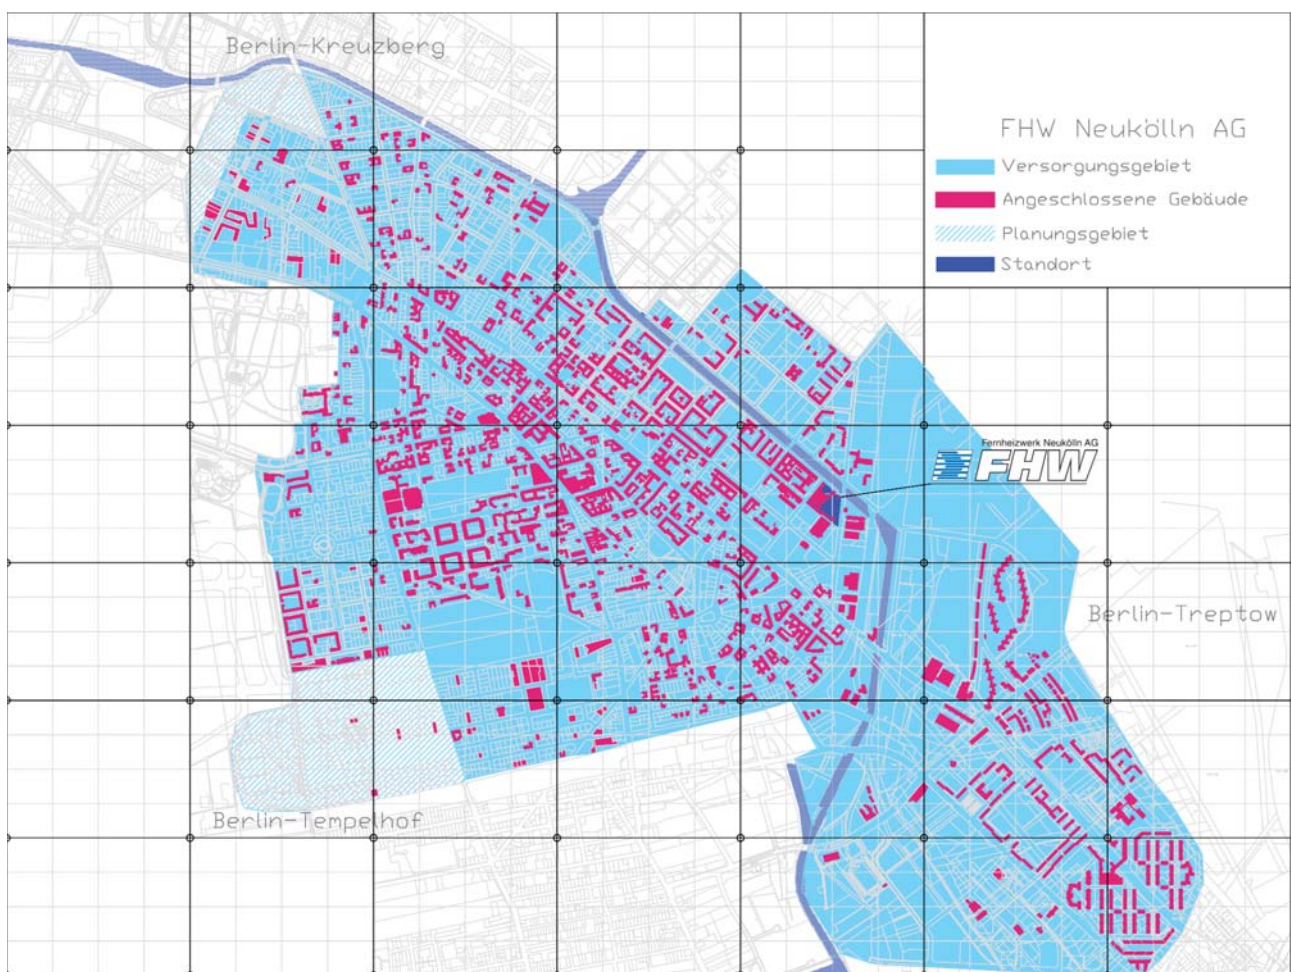 Berlin-Kreuzberg
FHW Neukölln AG
Versorgungsgebiet
Angeschlossene Gebäude
Planungsgebiet
Standort
Fernheizwerk Neukölln AG
FHW
Berlin-Treptow
Berlin-Tempelhof